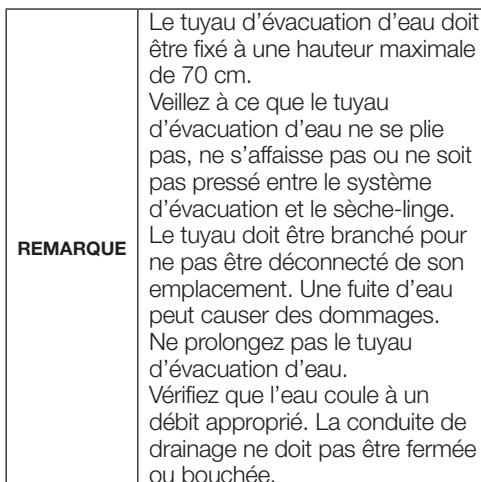 Le tuyau d’évacuation d’eau doit
être fixé à une hauteur maximale
de 70 cm.
Veillez à ce que le tuyau
d’évacuation d’eau ne se plie
pas, ne s’affaisse pas ou ne soit
pas pressé entre le système
d’évacuation et le sèche-linge.
REMARQUE
Le tuyau doit être branché pour
ne pas être déconnecté de son
emplacement. Une fuite d’eau
peut causer des dommages.
Ne prolongez pas le tuyau
d’évacuation d’eau.
Vérifiez que l’eau coule à un
débit approprié. La conduite de
drainage ne doit pas être fermée
ou bouchée.